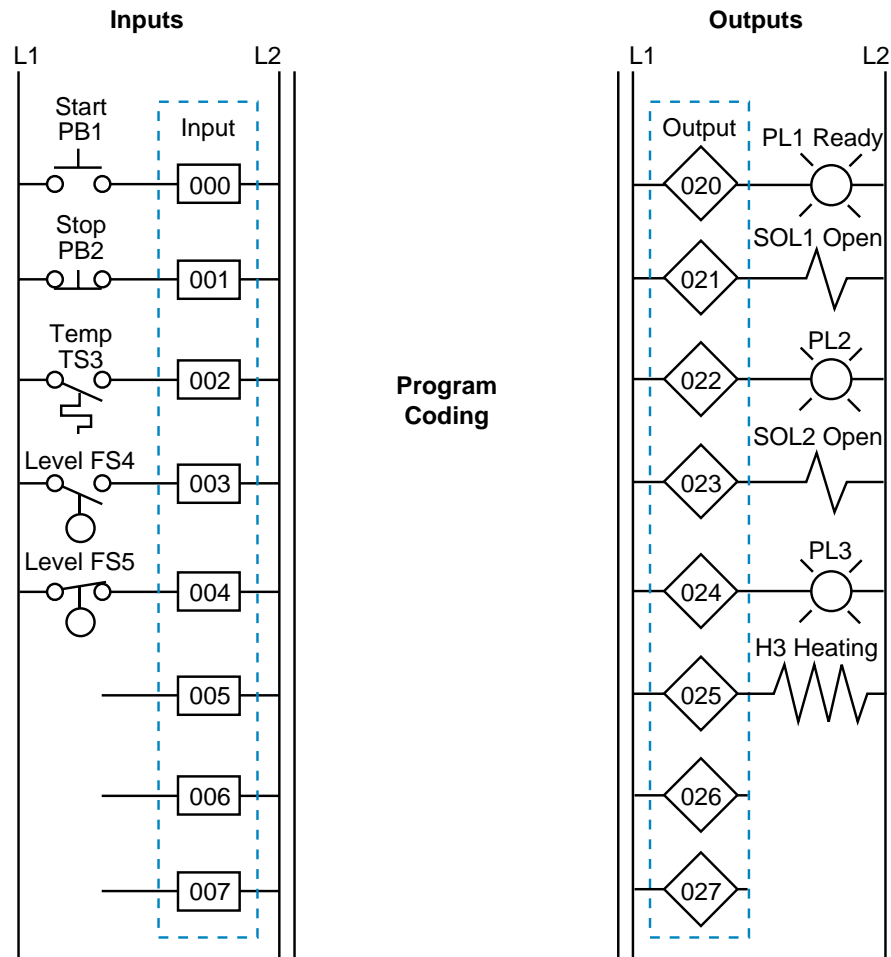 Inputs
L1
L2
Start
PB1
Input
000
Stop
PB2
001
Temp
TS3
002
Level FS4
003
Level FS5
004
005
006
007
Program
Coding
Outputs
L1
L2
Output
PL1 Ready
020
SOL1 Open
021
PL2
022
SOL2 Open
023
PL3
024
H3 Heating
025
026
027